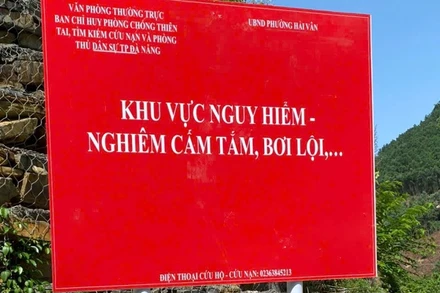 VĂN PHÒNG THƯỜNG TRỰC
BAN CHỈ HUY PHÒNG CHỐNG THIÊN
TAI, TÌM KIẾM CỨU NẠN VÀ PHÒNG
THỦ DÂN SỰ TP ĐÀ NẴNG
UBND PHƯỜNG HẢI VÂN
KHU VỰC NGUY HIỂM -
NGHIÊM CẤM TẮM, BƠI LỘI,...
ĐIỆN THOẠI CỨU HỘ - CỨU NẠN: 02363845213